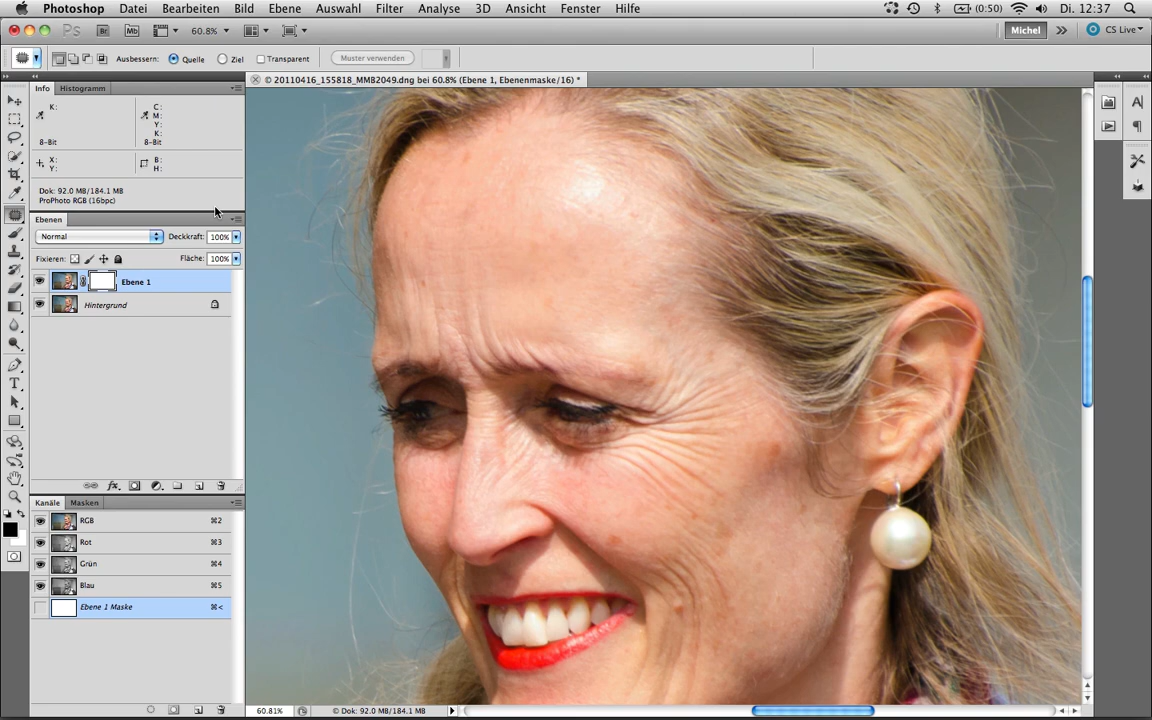 Photoshop Datei Bearbeiten Bild Ebene Auswahl Filter Analyse 3D Ansicht Fenster Hilfe (0:50) Di. 12:37
Ps Br Mb 60.8% Michel CS Live
Ausbessern: Quelle Ziel Transparent Muster verwenden
© 20110416_155818_MMB2049.dng bei 60.8% (Ebene 1, Ebenenmaske/16) *
Info Histogramm
K: C:
M:
Y:
K:
8-Bit 8-Bit
X: B:
Y: H:
Dok: 92.0 MB/184.1 MB
ProPhoto RGB (16bpc)
Ebenen
Normal Deckkraft: 100%
Fixieren: Fläche: 100%
Ebene 1
Hintergrund
fx
Kanäle Masken
RGB ⌘2
Rot ⌘3
Grün ⌘4
Blau ⌘5
Ebene 1 Maske ⌘<
60.81% © Dok: 92.0 MB/184.1 MB